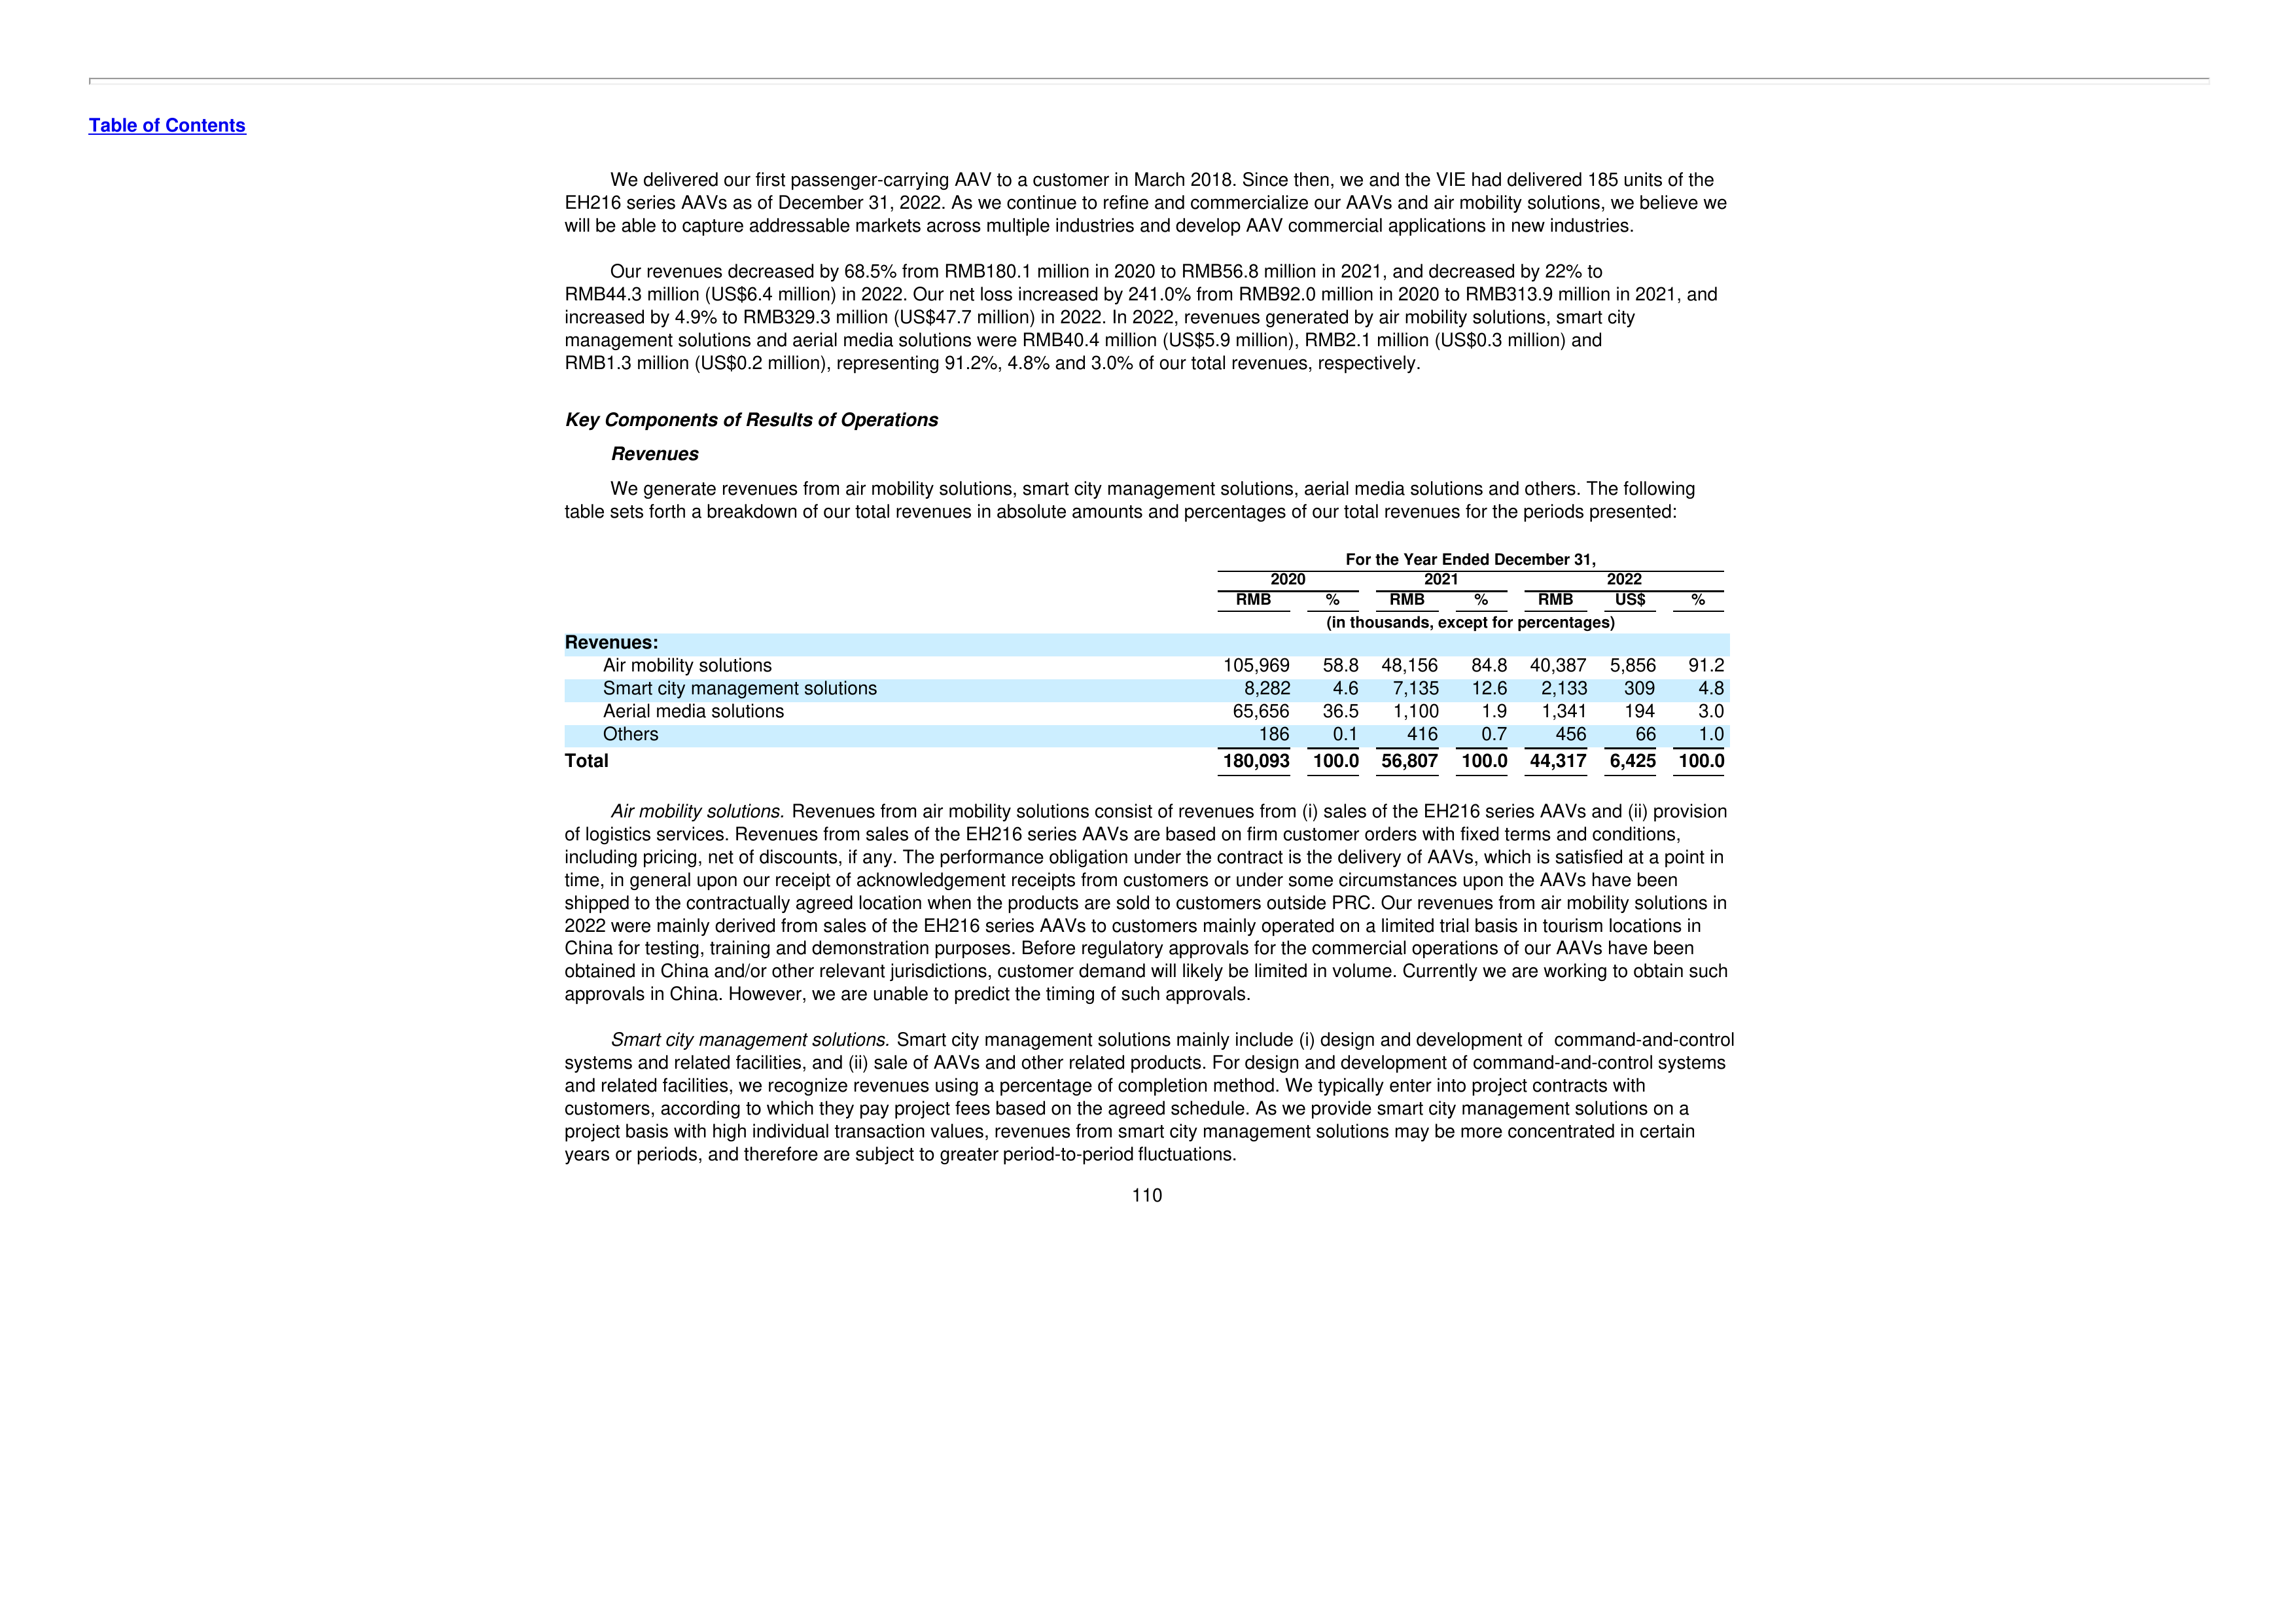 Table of Contents
We delivered our first passenger-carrying AAV to a customer in March 2018. Since then, we and the VIE had delivered 185 units of the
EH216 series AAVs as of December 31, 2022. As we continue to refine and commercialize our AAVs and air mobility solutions, we believe we
will be able to capture addressable markets across multiple industries and develop AAV commercial applications in new industries.
Our revenues decreased by 68.5% from RMB180.1 million in 2020 to RMB56.8 million in 2021, and decreased by 22% to
RMB44.3 million (US$6.4 million) in 2022. Our net loss increased by 241.0% from RMB92.0 million in 2020 to RMB313.9 million in 2021, and
increased by 4.9% to RMB329.3 million (US$47.7 million) in 2022. In 2022, revenues generated by air mobility solutions, smart city
management solutions and aerial media solutions were RMB40.4 million (US$5.9 million), RMB2.1 million (US$0.3 million) and
RMB1.3 million (US$0.2 million), representing 91.2%, 4.8% and 3.0% of our total revenues, respectively.
Key Components of Results of Operations
Revenues
We generate revenues from air mobility solutions, smart city management solutions, aerial media solutions and others. The following
table sets forth a breakdown of our total revenues in absolute amounts and percentages of our total revenues for the periods presented:
For the Year Ended December 31,
2020 2021 2022
RMB % RMB % RMB US$ %
(in thousands, except for percentages)
Revenues:
Air mobility solutions 105,969 58.8 48,156 84.8 40,387 5,856 91.2
Smart city management solutions 8,282 4.6 7,135 12.6 2,133 309 4.8
Aerial media solutions 65,656 36.5 1,100 1.9 1,341 194 3.0
Others 186 0.1 416 0.7 456 66 1.0
Total 180,093 100.0 56,807 100.0 44,317 6,425 100.0
Air mobility solutions. Revenues from air mobility solutions consist of revenues from (i) sales of the EH216 series AAVs and (ii) provision
of logistics services. Revenues from sales of the EH216 series AAVs are based on firm customer orders with fixed terms and conditions,
including pricing, net of discounts, if any. The performance obligation under the contract is the delivery of AAVs, which is satisfied at a point in
time, in general upon our receipt of acknowledgement receipts from customers or under some circumstances upon the AAVs have been
shipped to the contractually agreed location when the products are sold to customers outside PRC. Our revenues from air mobility solutions in
2022 were mainly derived from sales of the EH216 series AAVs to customers mainly operated on a limited trial basis in tourism locations in
China for testing, training and demonstration purposes. Before regulatory approvals for the commercial operations of our AAVs have been
obtained in China and/or other relevant jurisdictions, customer demand will likely be limited in volume. Currently we are working to obtain such
approvals in China. However, we are unable to predict the timing of such approvals.
Smart city management solutions. Smart city management solutions mainly include (i) design and development of command-and-control
systems and related facilities, and (ii) sale of AAVs and other related products. For design and development of command-and-control systems
and related facilities, we recognize revenues using a percentage of completion method. We typically enter into project contracts with
customers, according to which they pay project fees based on the agreed schedule. As we provide smart city management solutions on a
project basis with high individual transaction values, revenues from smart city management solutions may be more concentrated in certain
years or periods, and therefore are subject to greater period-to-period fluctuations.
110